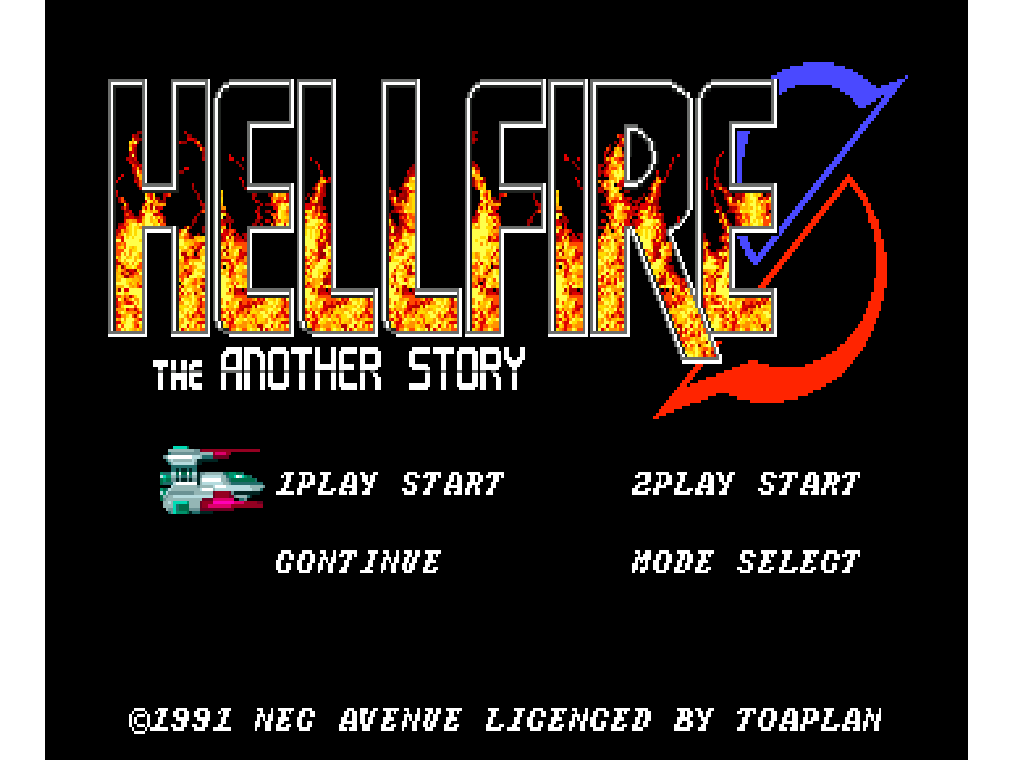 HELLFIRE S
THE ANOTHER STORY
1PLAY START 2PLAY START
CONTINUE MODE SELECT
©1991 NEC AVENUE LICENCED BY TOAPLAN